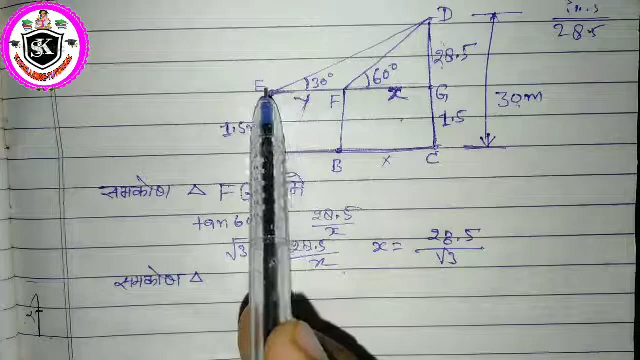 D
28.5
28.5
30°
60°
E
y
F
x
G
30m
1.5
1.5
B
x
C
समकोण △ FG में
tan 60 28.5/x
√3 28.5/x x = 28.5/√3
समकोण △
SK